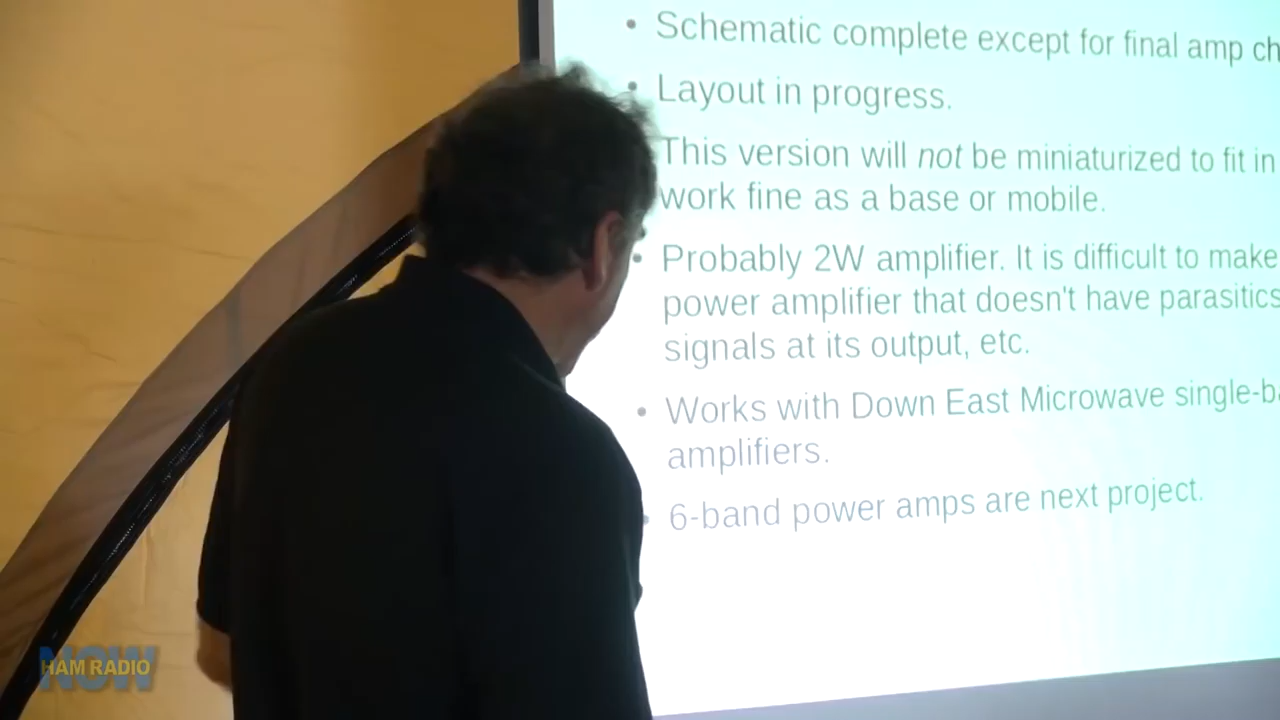 • Schematic complete except for final amp ch
• Layout in progress.
This version will not be miniaturized to fit in
work fine as a base or mobile.
• Probably 2W amplifier. It is difficult to make
power amplifier that doesn't have parasitics
signals at its output, etc.
• Works with Down East Microwave single-ba
amplifiers.
• 6-band power amps are next project.
HAM RADIO
NOW